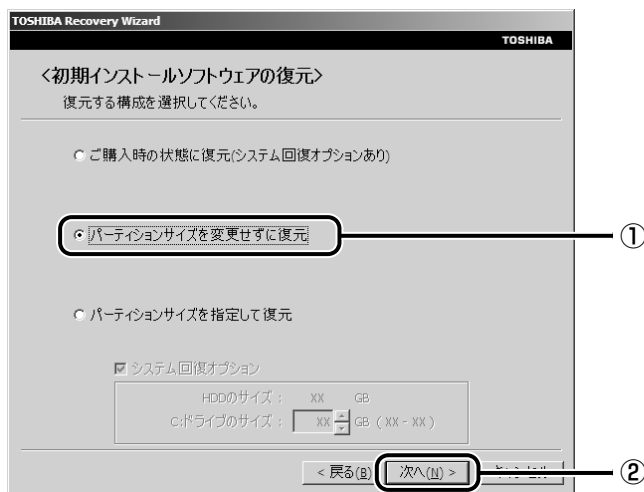 TOSHIBA Recovery Wizard
TOSHIBA
<初期インストールソフトウェアの復元>
復元する構成を選択してください。
ご購入時の状態に復元(システム回復オプションあり)
パーティションサイズを変更せずに復元
①
パーティションサイズを指定して復元
システム回復オプション
HDDのサイズ： XX GB
C:ドライブのサイズ： XX GB ( XX - XX )
< 戻る(B) 次へ(N) >
②